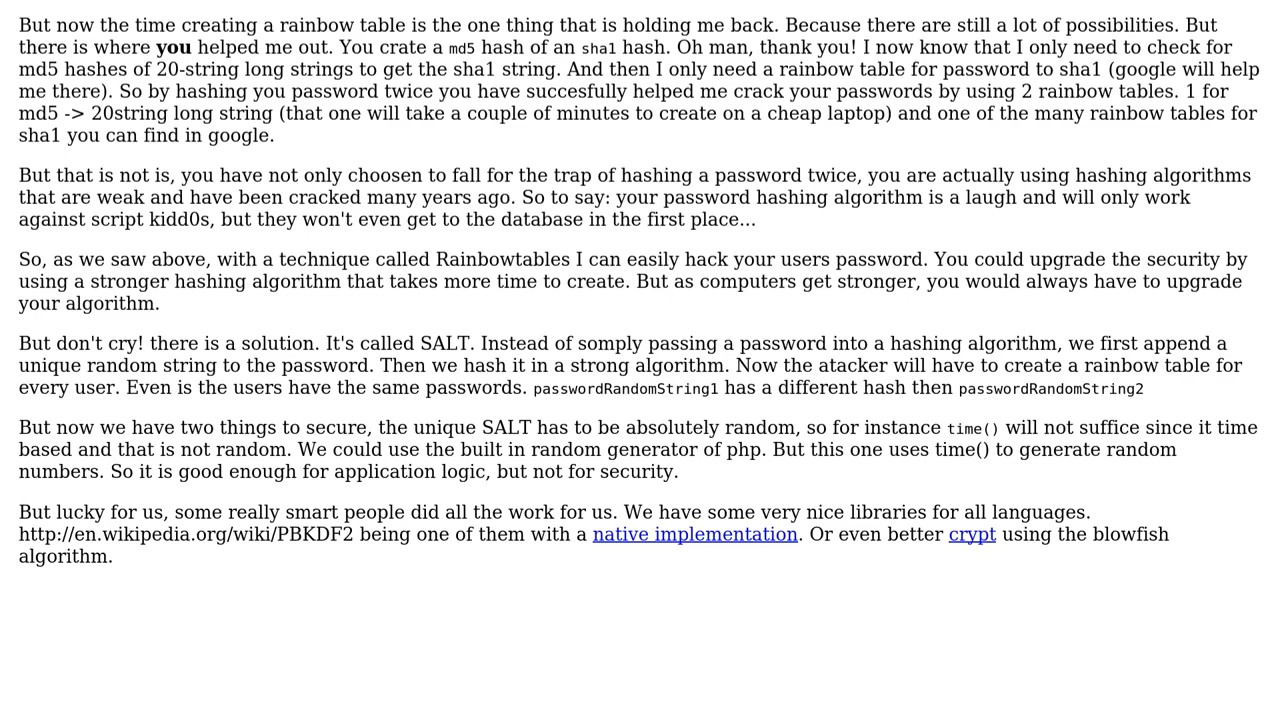 But now the time creating a rainbow table is the one thing that is holding me back. Because there are still a lot of possibilities. But
there is where you helped me out. You crate a md5 hash of an sha1 hash. Oh man, thank you! I now know that I only need to check for
md5 hashes of 20-string long strings to get the sha1 string. And then I only need a rainbow table for password to sha1 (google will help
me there). So by hashing you password twice you have succesfully helped me crack your passwords by using 2 rainbow tables. 1 for
md5 -> 20string long string (that one will take a couple of minutes to create on a cheap laptop) and one of the many rainbow tables for
sha1 you can find in google.
But that is not is, you have not only choosen to fall for the trap of hashing a password twice, you are actually using hashing algorithms
that are weak and have been cracked many years ago. So to say: your password hashing algorithm is a laugh and will only work
against script kidd0s, but they won't even get to the database in the first place...
So, as we saw above, with a technique called Rainbowtables I can easily hack your users password. You could upgrade the security by
using a stronger hashing algorithm that takes more time to create. But as computers get stronger, you would always have to upgrade
your algorithm.
But don't cry! there is a solution. It's called SALT. Instead of somply passing a password into a hashing algorithm, we first append a
unique random string to the password. Then we hash it in a strong algorithm. Now the atacker will have to create a rainbow table for
every user. Even is the users have the same passwords. passwordRandomString1 has a different hash then passwordRandomString2
But now we have two things to secure, the unique SALT has to be absolutely random, so for instance time() will not suffice since it time
based and that is not random. We could use the built in random generator of php. But this one uses time() to generate random
numbers. So it is good enough for application logic, but not for security.
But lucky for us, some really smart people did all the work for us. We have some very nice libraries for all languages.
http://en.wikipedia.org/wiki/PBKDF2 being one of them with a native implementation. Or even better crypt using the blowfish
algorithm.